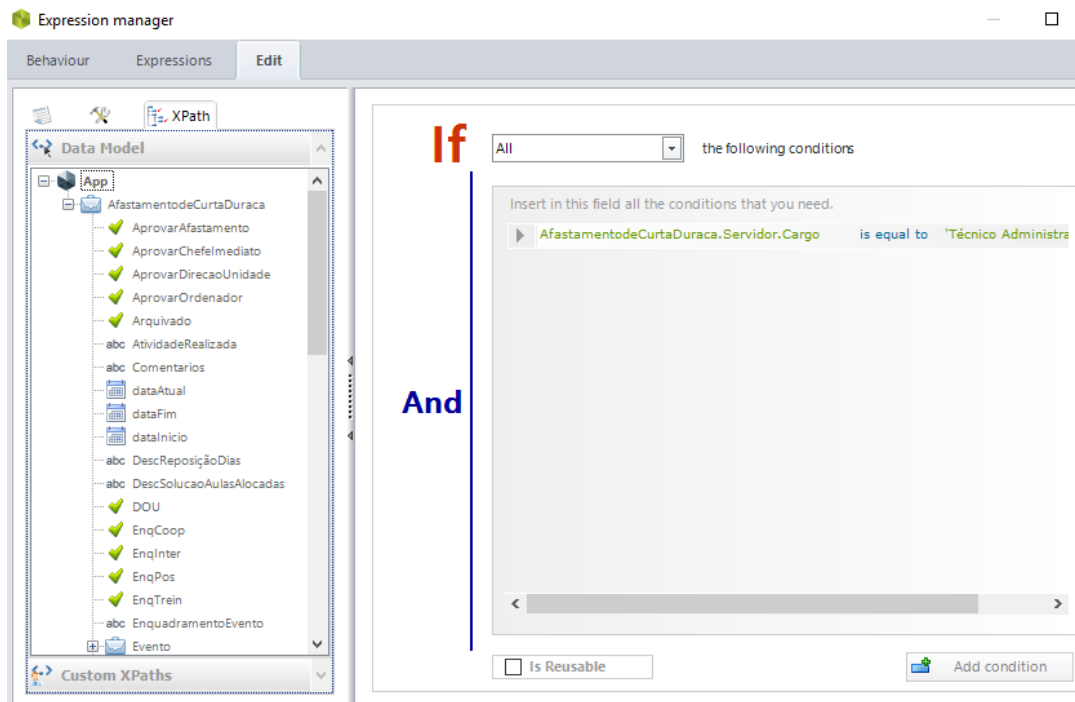 Expression manager
Behaviour Expressions Edit
XPath
Data Model
App
AfastamentodeCurtaDuraca
AprovarAfastamento
AprovarChefeImediato
AprovarDirecaoUnidade
AprovarOrdenador
Arquivado
abc AtividadeRealizada
abc Comentarios
dataAtual
dataFim
dataInicio
abc DescReposiçãoDias
abc DescSolucaoAulasAlocadas
DOU
EnqCoop
EnqInter
EnqPos
EnqTrein
abc EnquadramentoEvento
Evento
Custom XPaths
If All the following conditions
Insert in this field all the conditions that you need.
AfastamentodeCurtaDuraca.Servidor.Cargo is equal to 'Técnico Administra
And
Is Reusable
Add condition